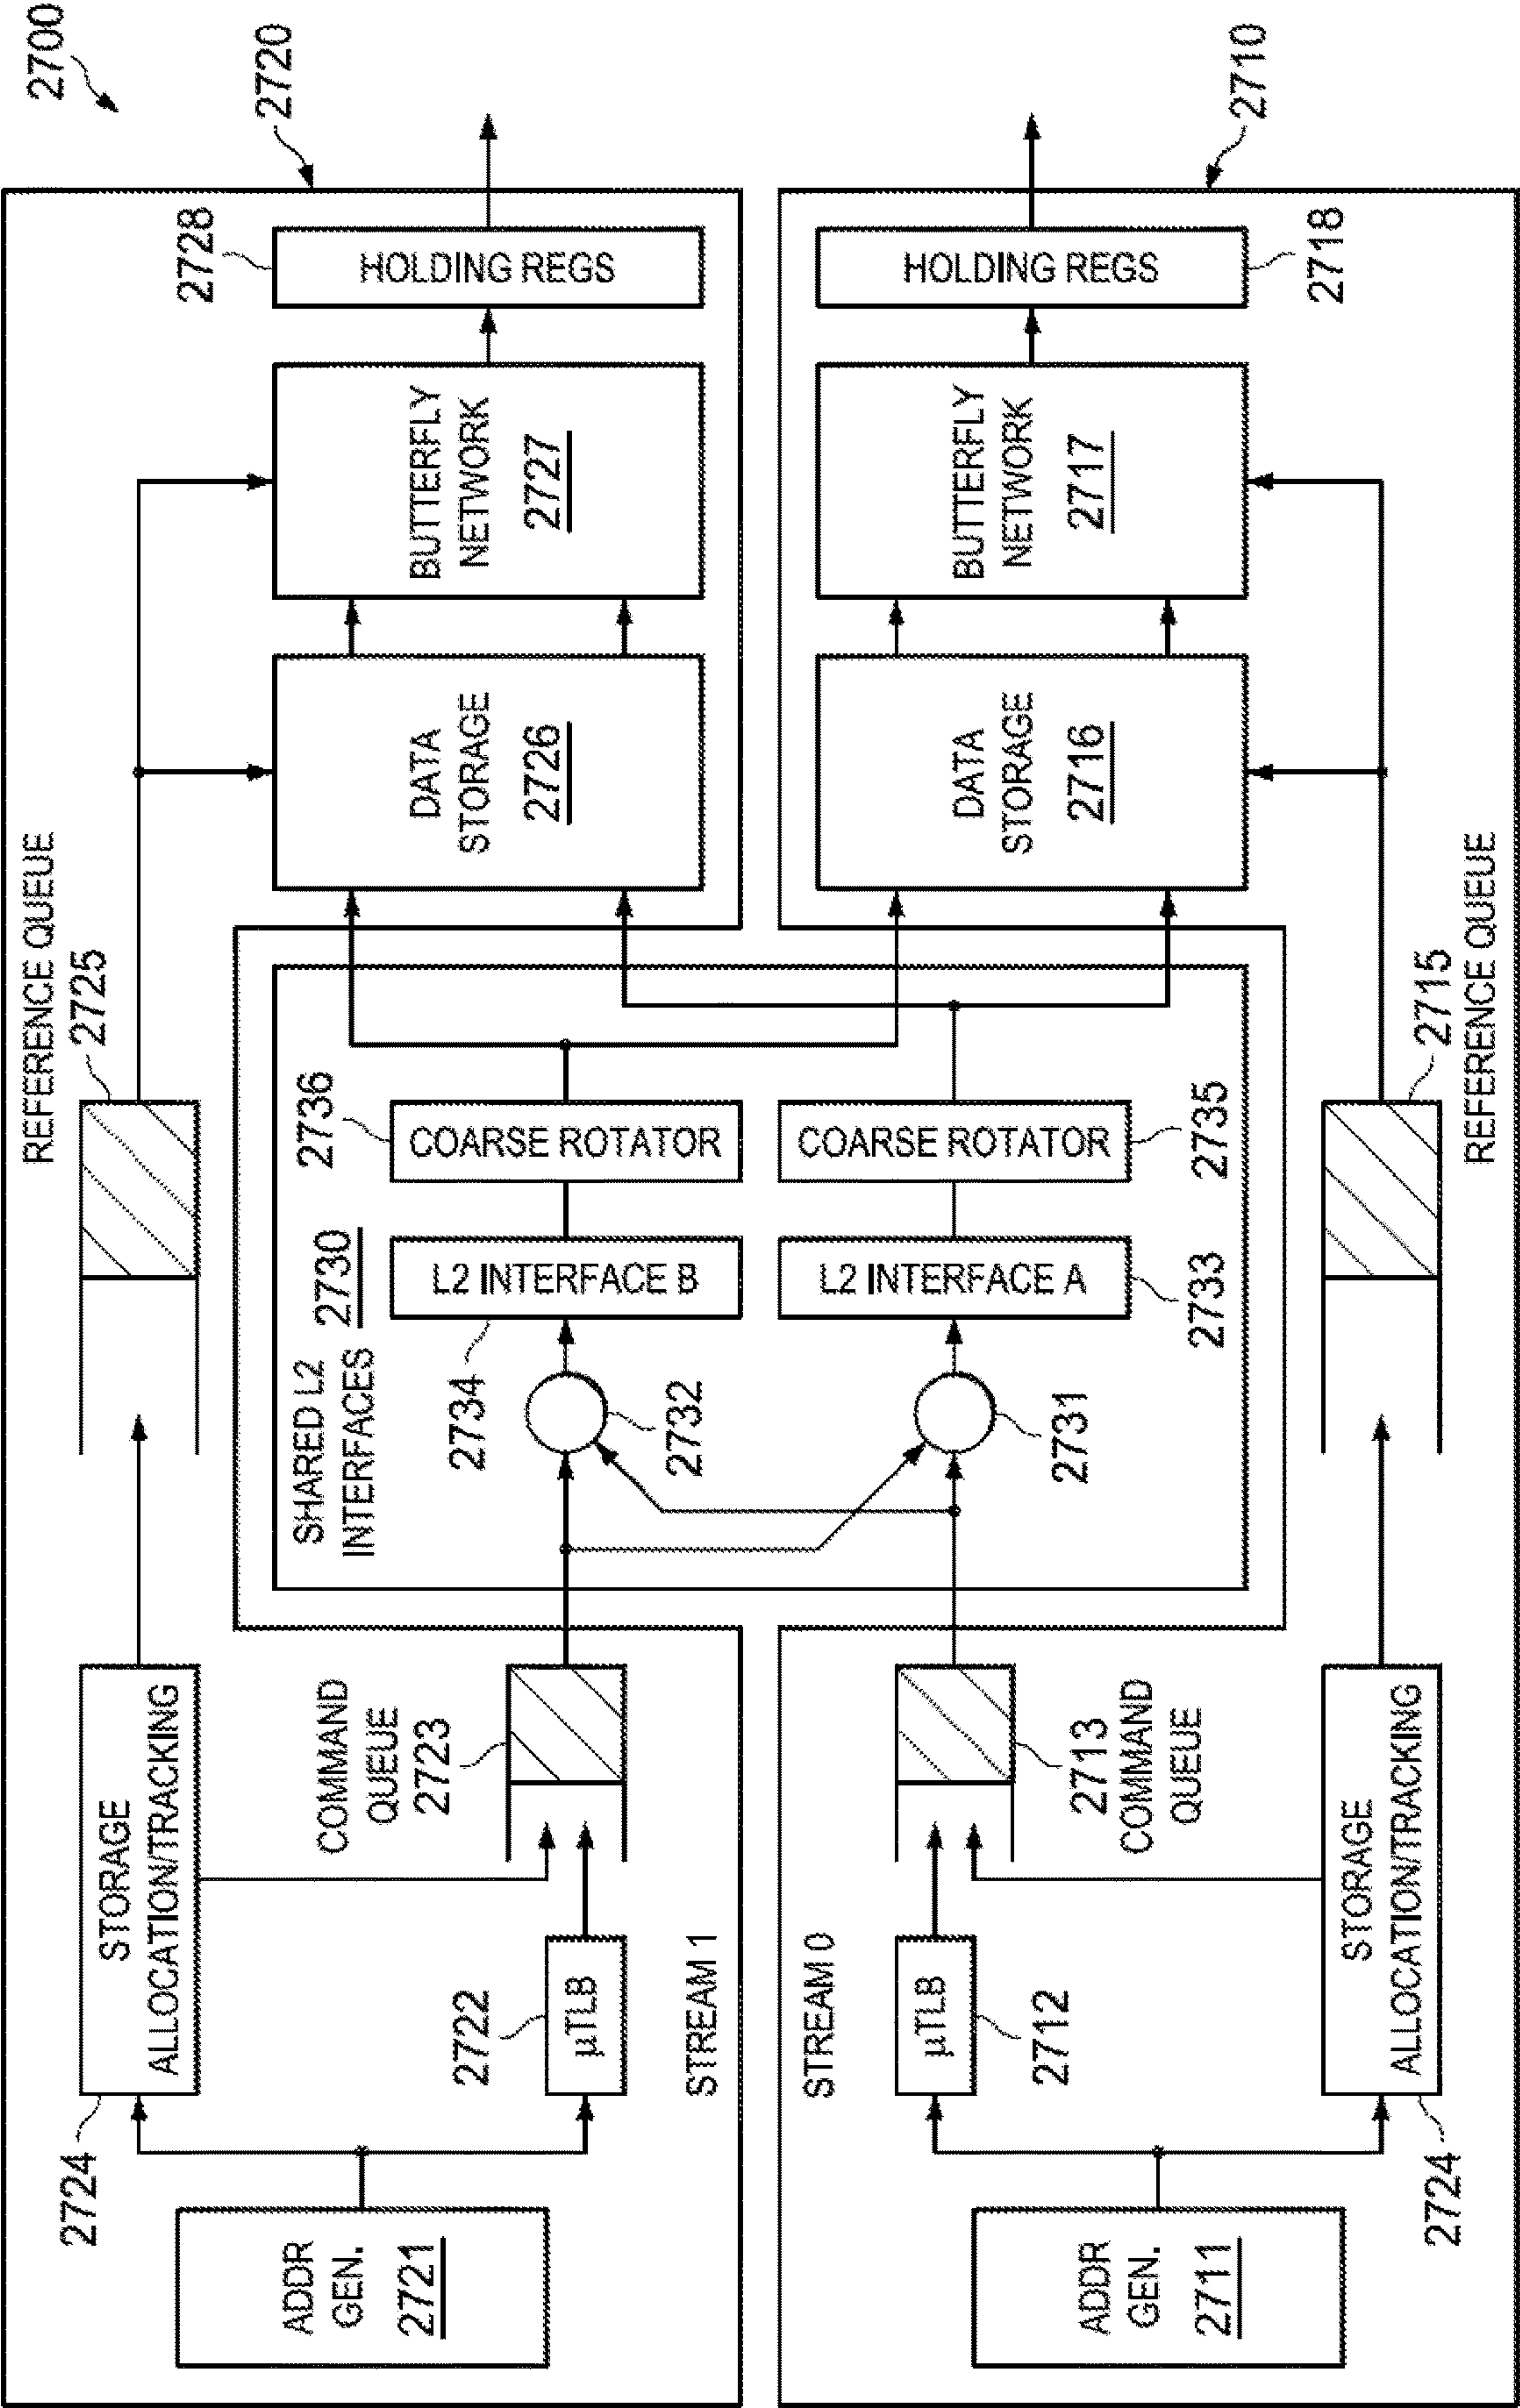 2700
2720
2728
HOLDING REGS
BUTTERFLY
NETWORK
2727
DATA
STORAGE
2726
REFERENCE QUEUE
2725
STORAGE
ALLOCATION/TRACKING
2724
ADDR
GEN.
2721
2722
µTLB
COMMAND
QUEUE
2723
STREAM 1
SHARED L2
INTERFACES
2730
2734
2732
L2 INTERFACE B
2736
COARSE ROTATOR
2731
L2 INTERFACE A
2733
COARSE ROTATOR
2735
STREAM 0
ADDR
GEN.
2711
µTLB
2712
2713
COMMAND
QUEUE
STORAGE
ALLOCATION/TRACKING
2724
2715
REFERENCE QUEUE
DATA
STORAGE
2716
BUTTERFLY
NETWORK
2717
HOLDING REGS
2718
2710